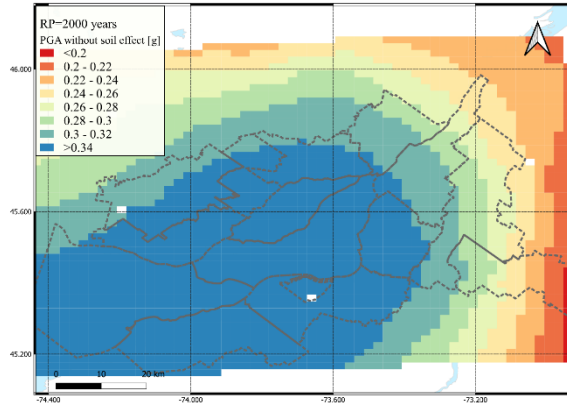 RP=2000 years
PGA without soil effect [g]
<0.2
0.2 - 0.22
0.22 - 0.24
0.24 - 0.26
0.26 - 0.28
0.28 - 0.3
0.3 - 0.32
>0.34
46.000
45.600
45.200
0 10 20 km
-74.400 -74.000 -73.600 -73.200